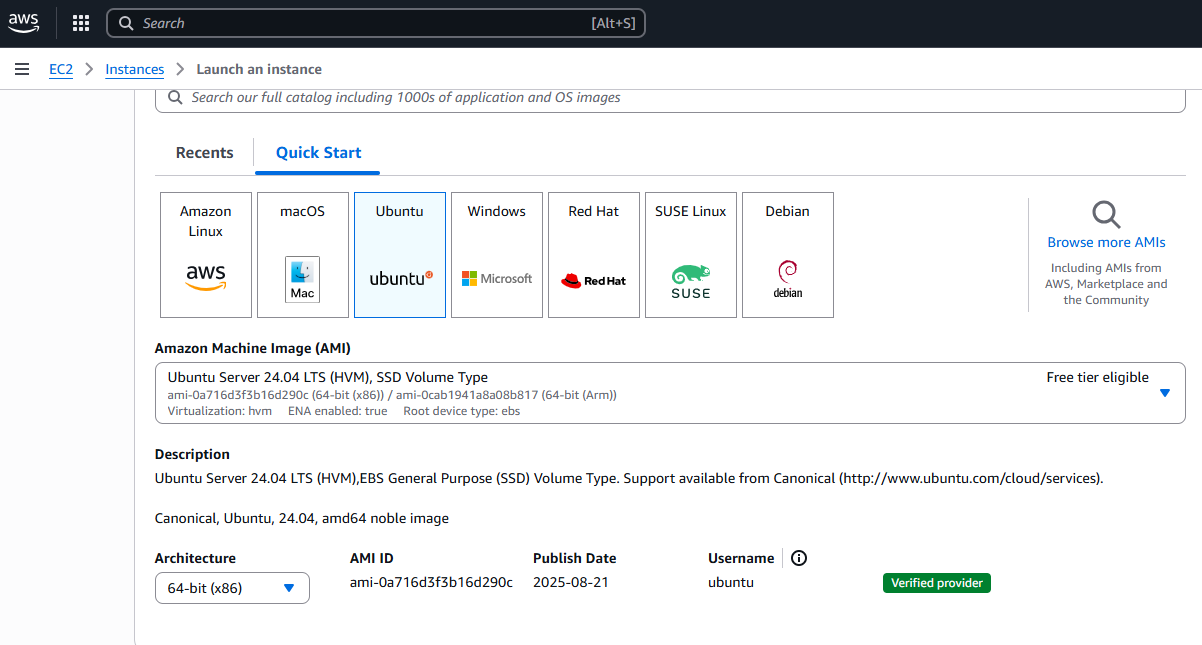 aws
Search [Alt+S]
EC2 Instances Launch an instance
Search our full catalog including 1000s of application and OS images
Recents Quick Start
Amazon Linux
aws
macOS
Mac
Ubuntu
ubuntu
Windows
Microsoft
Red Hat
Red Hat
SUSE Linux
SUSE
Debian
debian
Browse more AMIs
Including AMIs from
AWS, Marketplace and
the Community
Amazon Machine Image (AMI)
Ubuntu Server 24.04 LTS (HVM), SSD Volume Type Free tier eligible
ami-0a716d3f3b16d290c (64-bit (x86)) / ami-0cab1941a8a08b817 (64-bit (Arm))
Virtualization: hvm ENA enabled: true Root device type: ebs
Description
Ubuntu Server 24.04 LTS (HVM),EBS General Purpose (SSD) Volume Type. Support available from Canonical (http://www.ubuntu.com/cloud/services).
Canonical, Ubuntu, 24.04, amd64 noble image
Architecture AMI ID Publish Date Username
64-bit (x86) ami-0a716d3f3b16d290c 2025-08-21 ubuntu Verified provider